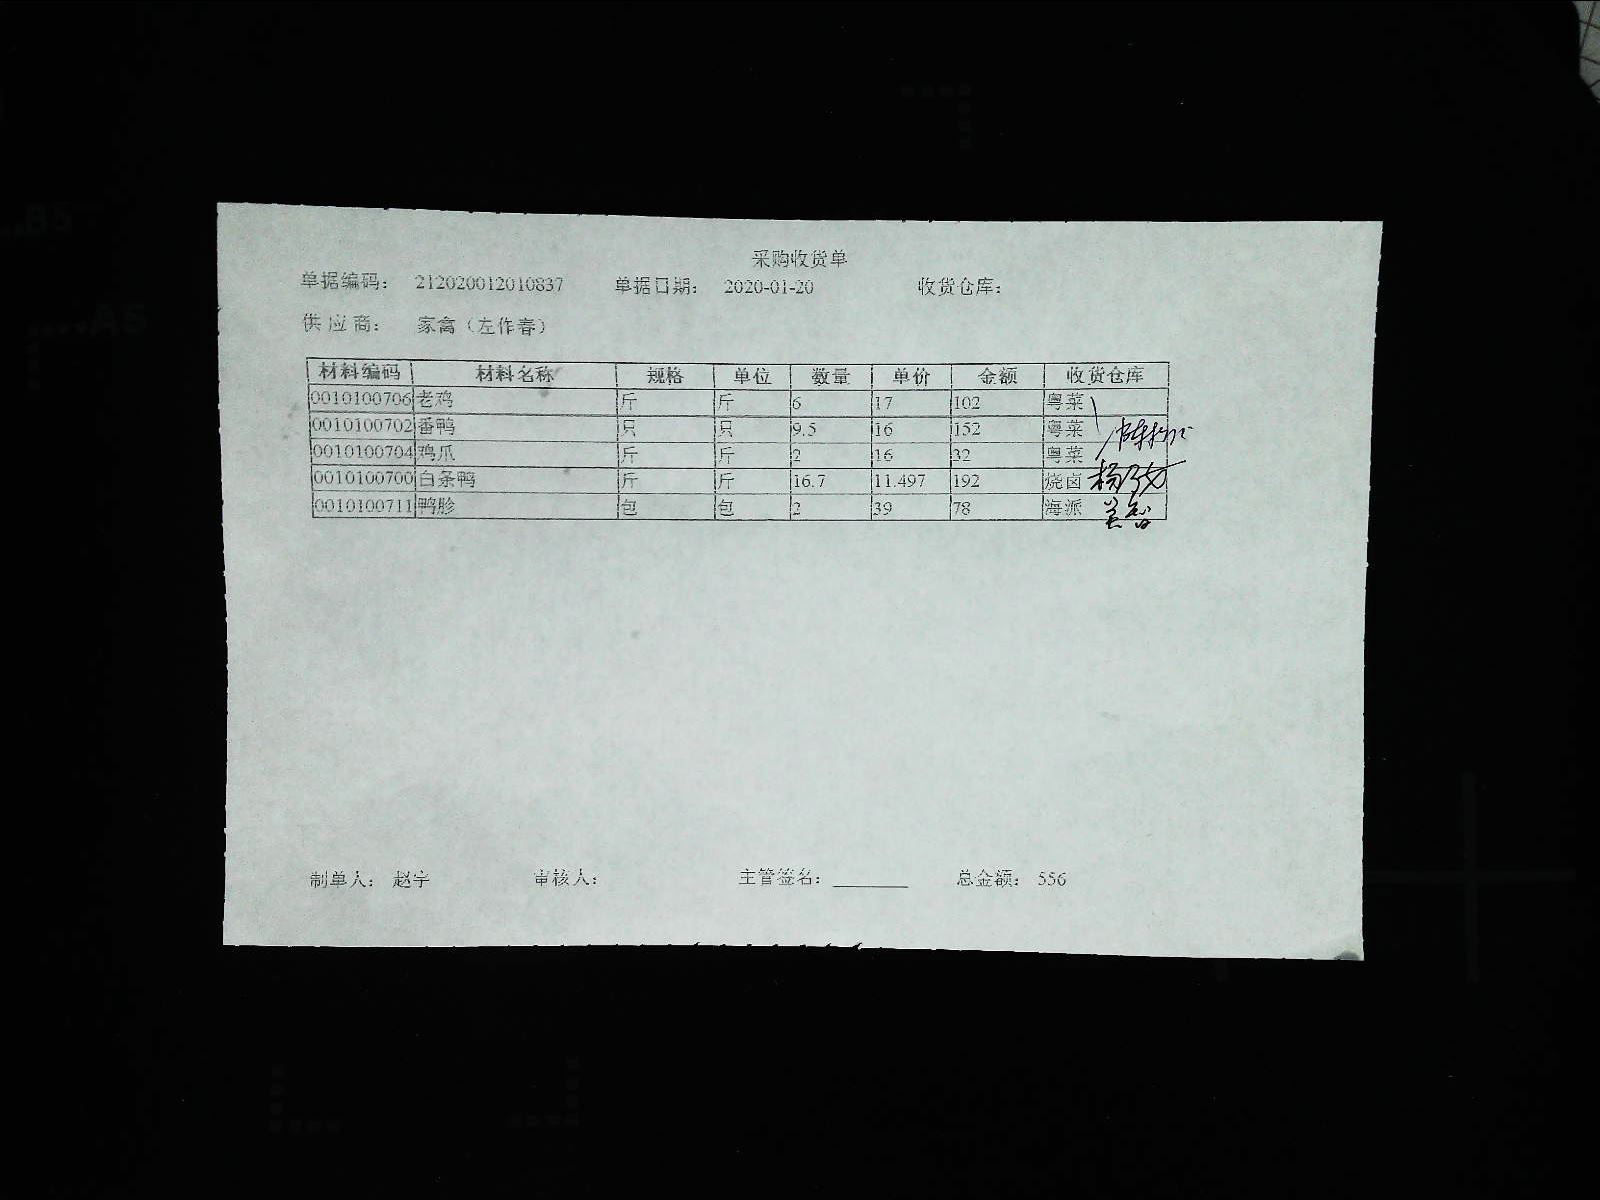 采购收货单
单据编码： 212020012010837 单据日期： 2020-01-20 收货仓库：
供 应 商： 家禽（左作春）
材料编码 材料名称 规格 单位 数量 单价 金额 收货仓库
0010100706 老鸡 斤 斤 6 17 102 粤菜
0010100702 番鸭 只 只 9.5 16 152 粤菜
0010100704 鸡爪 斤 斤 2 16 32 粤菜
0010100700 白条鸭 斤 斤 16.7 11.497 192 烧卤
0010100711 鸭胗 包 包 2 39 78 海派
制单人： 赵宇 审核人： 主管签名： 总金额： 556